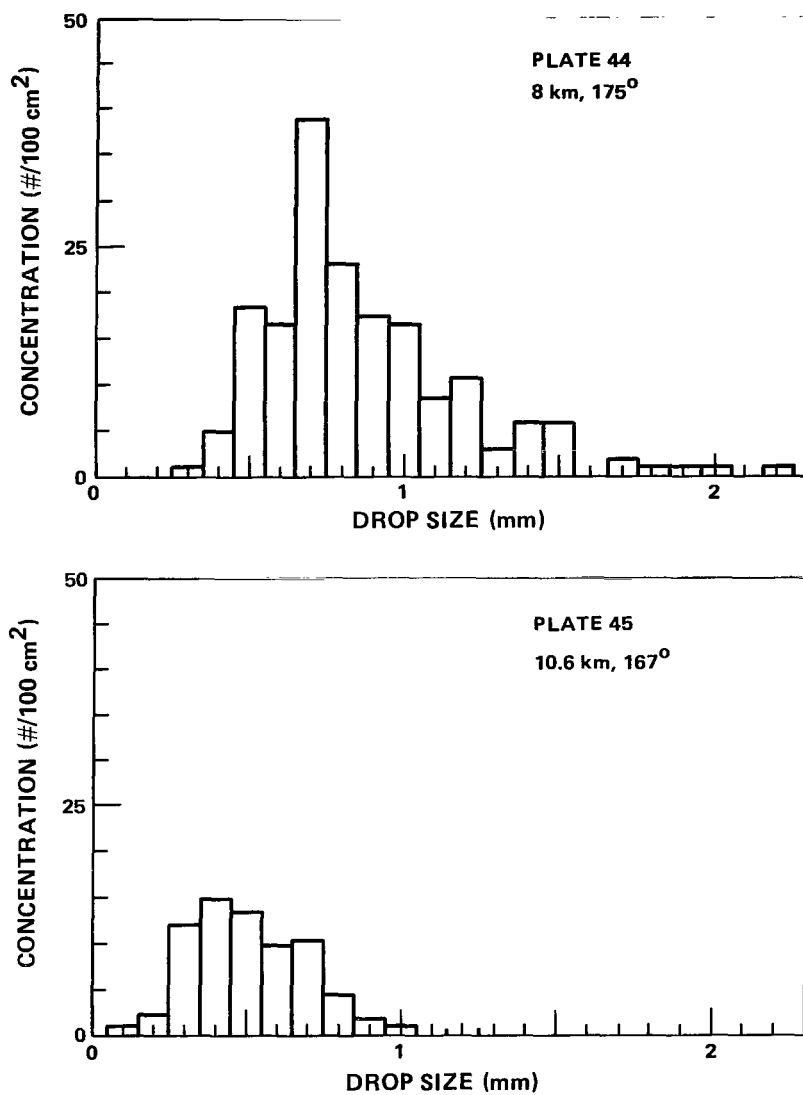 50
PLATE 44
8 km, 175°
CONCENTRATION (#/100 cm²)
25
0
0
1
2
DROP SIZE (mm)
50
PLATE 45
10.6 km, 167°
CONCENTRATION (#/100 cm²)
25
0
0
1
2
DROP SIZE (mm)